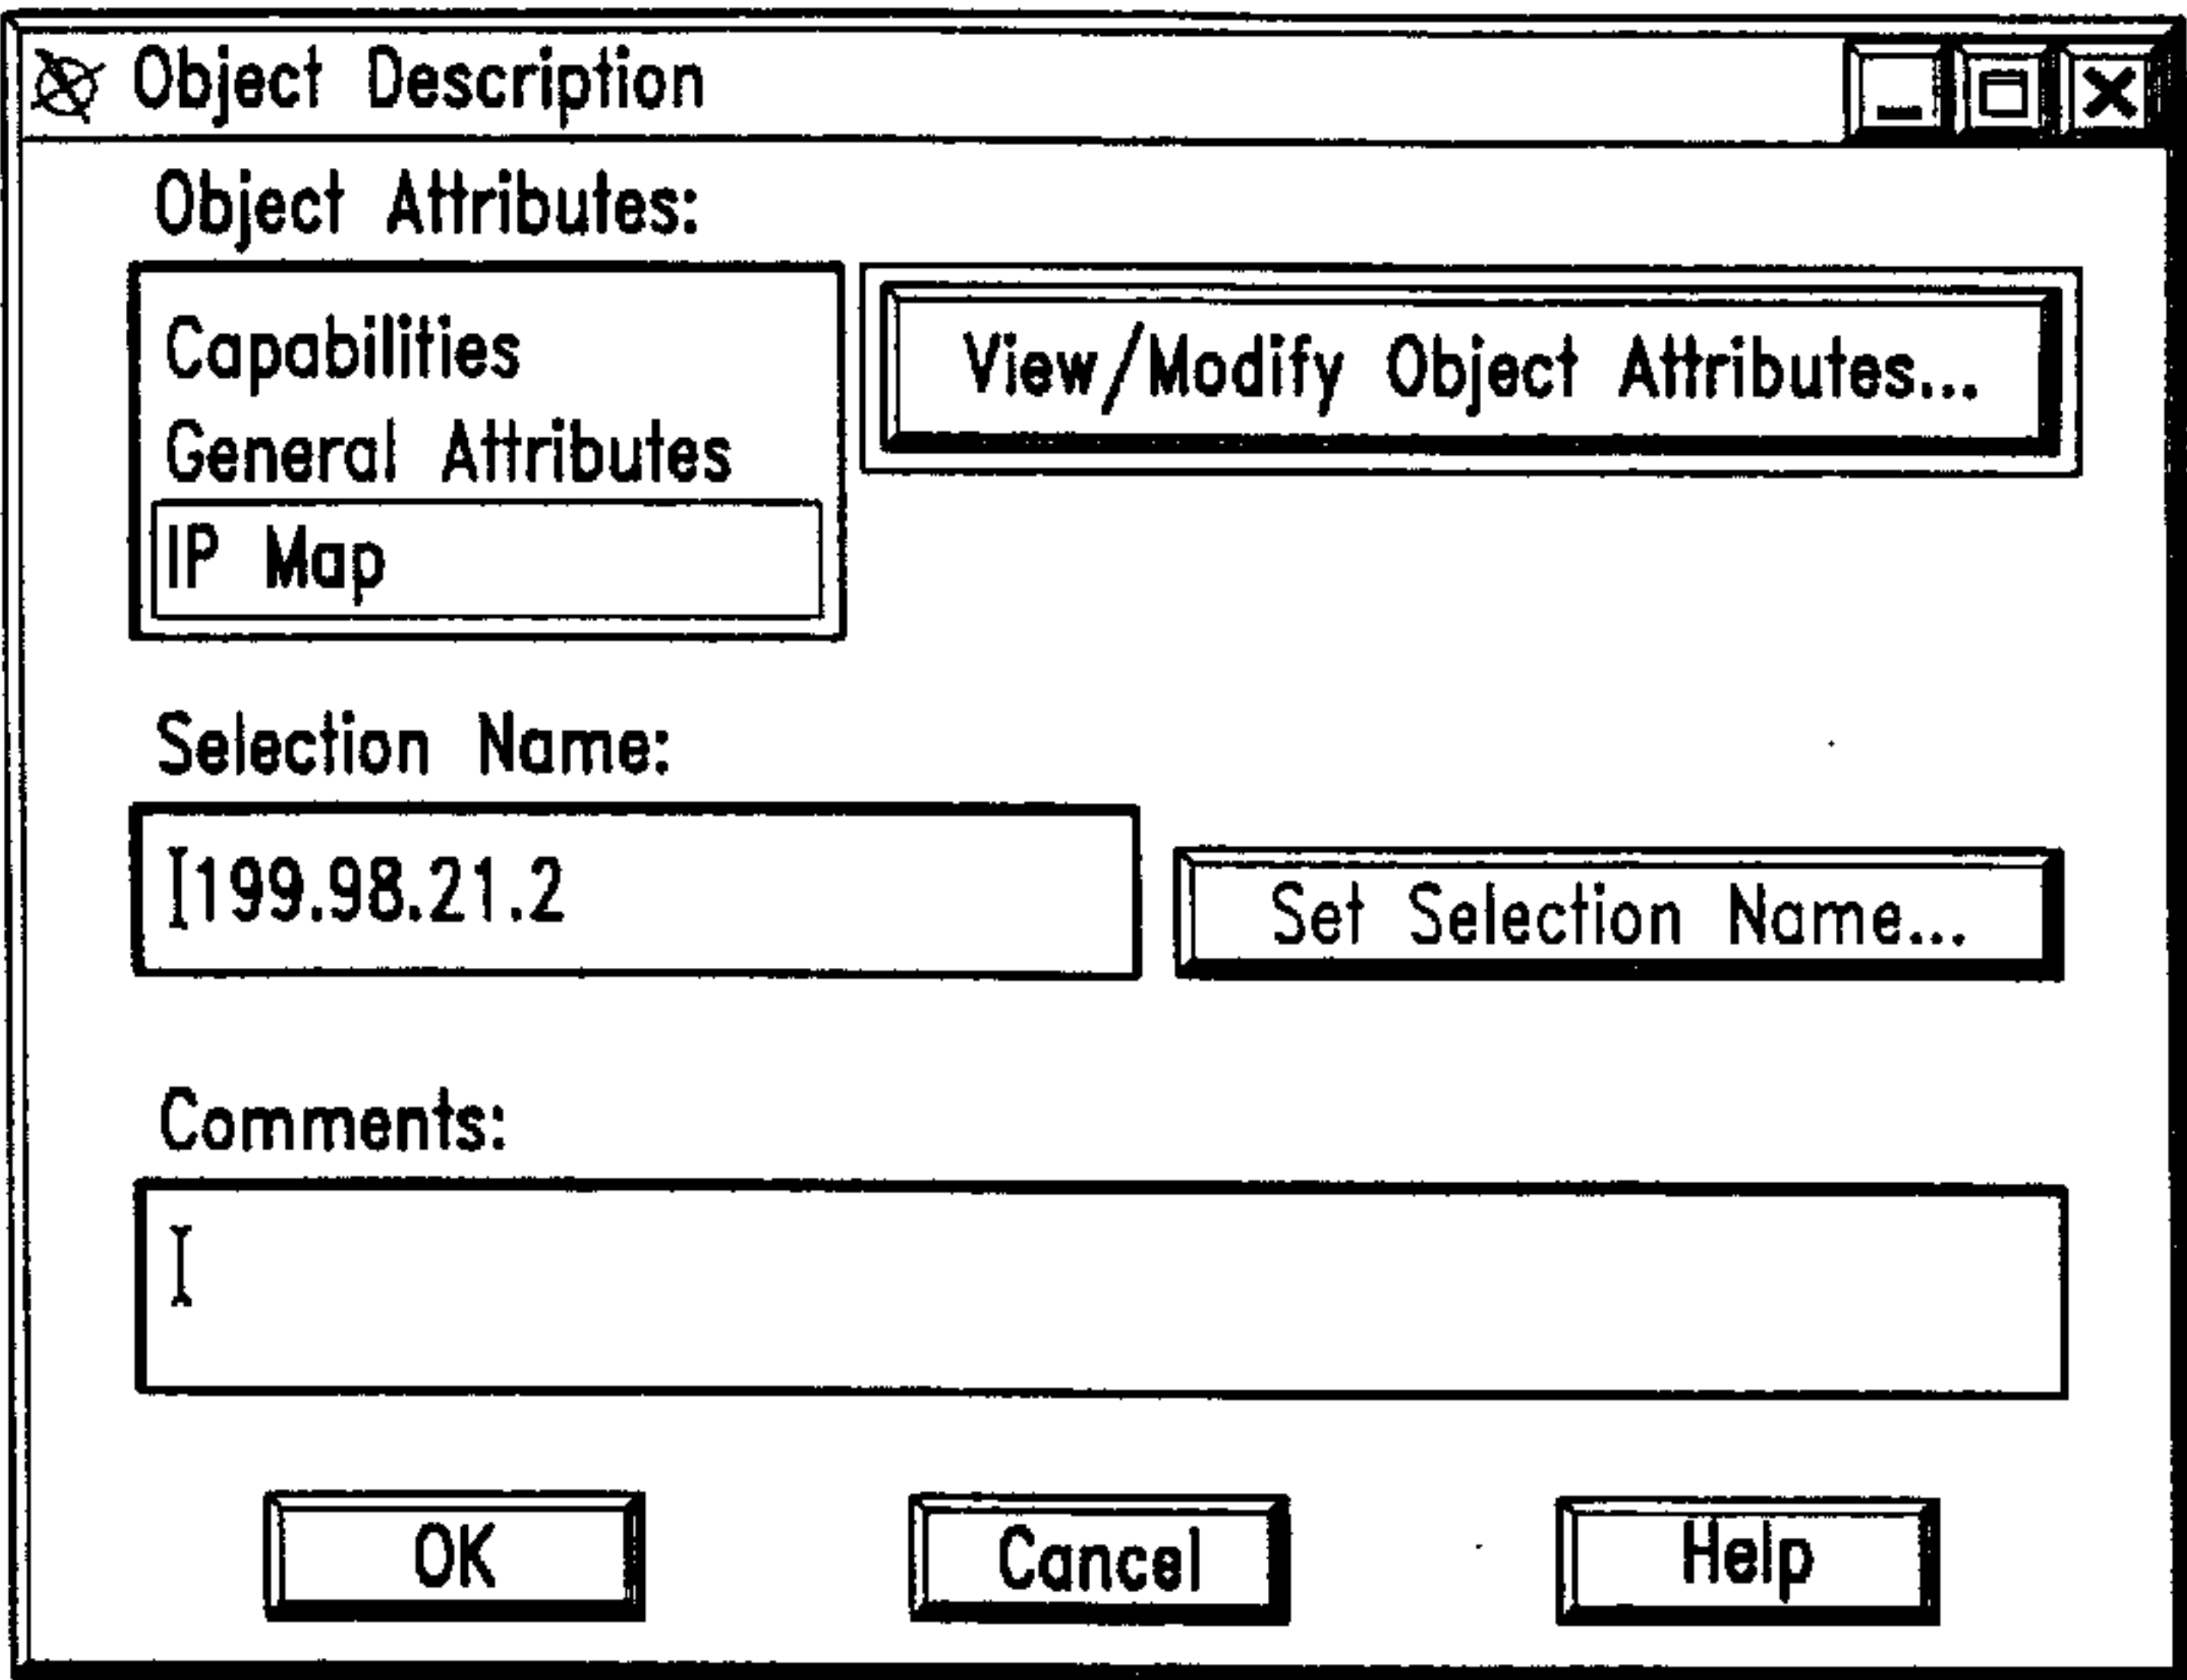 Object Description
Object Attributes:
Capabilities
View/Modify Object Attributes...
General Attributes
IP Map
Selection Name:
199.98.21.2
Set Selection Name...
Comments:
OK Cancel Help